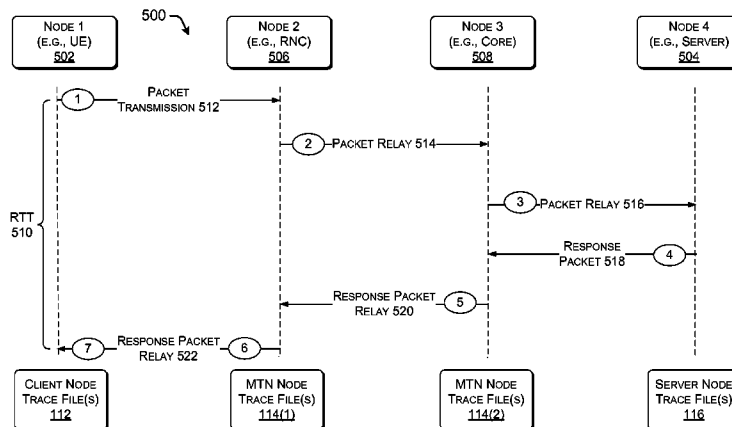 500
NODE 1
(E.G., UE)
502
NODE 2
(E.G., RNC)
506
NODE 3
(E.G., CORE)
508
NODE 4
(E.G., SERVER)
504
1
PACKET
TRANSMISSION 512
2
PACKET RELAY 514
3
PACKET RELAY 516
RTT
510
RESPONSE
PACKET 518
4
RESPONSE PACKET
RELAY 520
5
7
RESPONSE PACKET
RELAY 522
6
CLIENT NODE
TRACE FILE(S)
112
MTN NODE
TRACE FILE(S)
114(1)
MTN NODE
TRACE FILE(S)
114(2)
SERVER NODE
TRACE FILE(S)
116